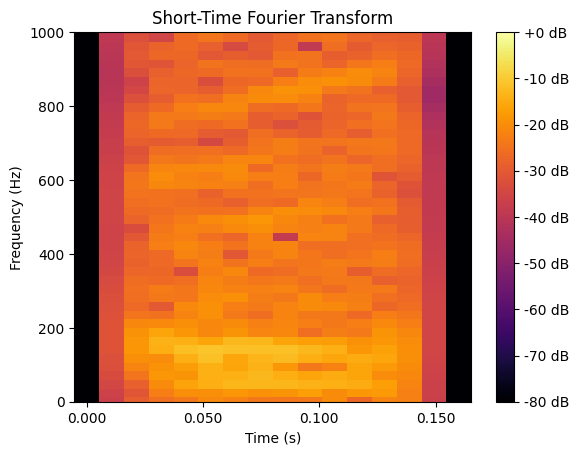 Short-Time Fourier Transform
1000
800
600
400
200
0
Frequency (Hz)
0.000
0.050
0.100
0.150
Time (s)
+0 dB
-10 dB
-20 dB
-30 dB
-40 dB
-50 dB
-60 dB
-70 dB
-80 dB